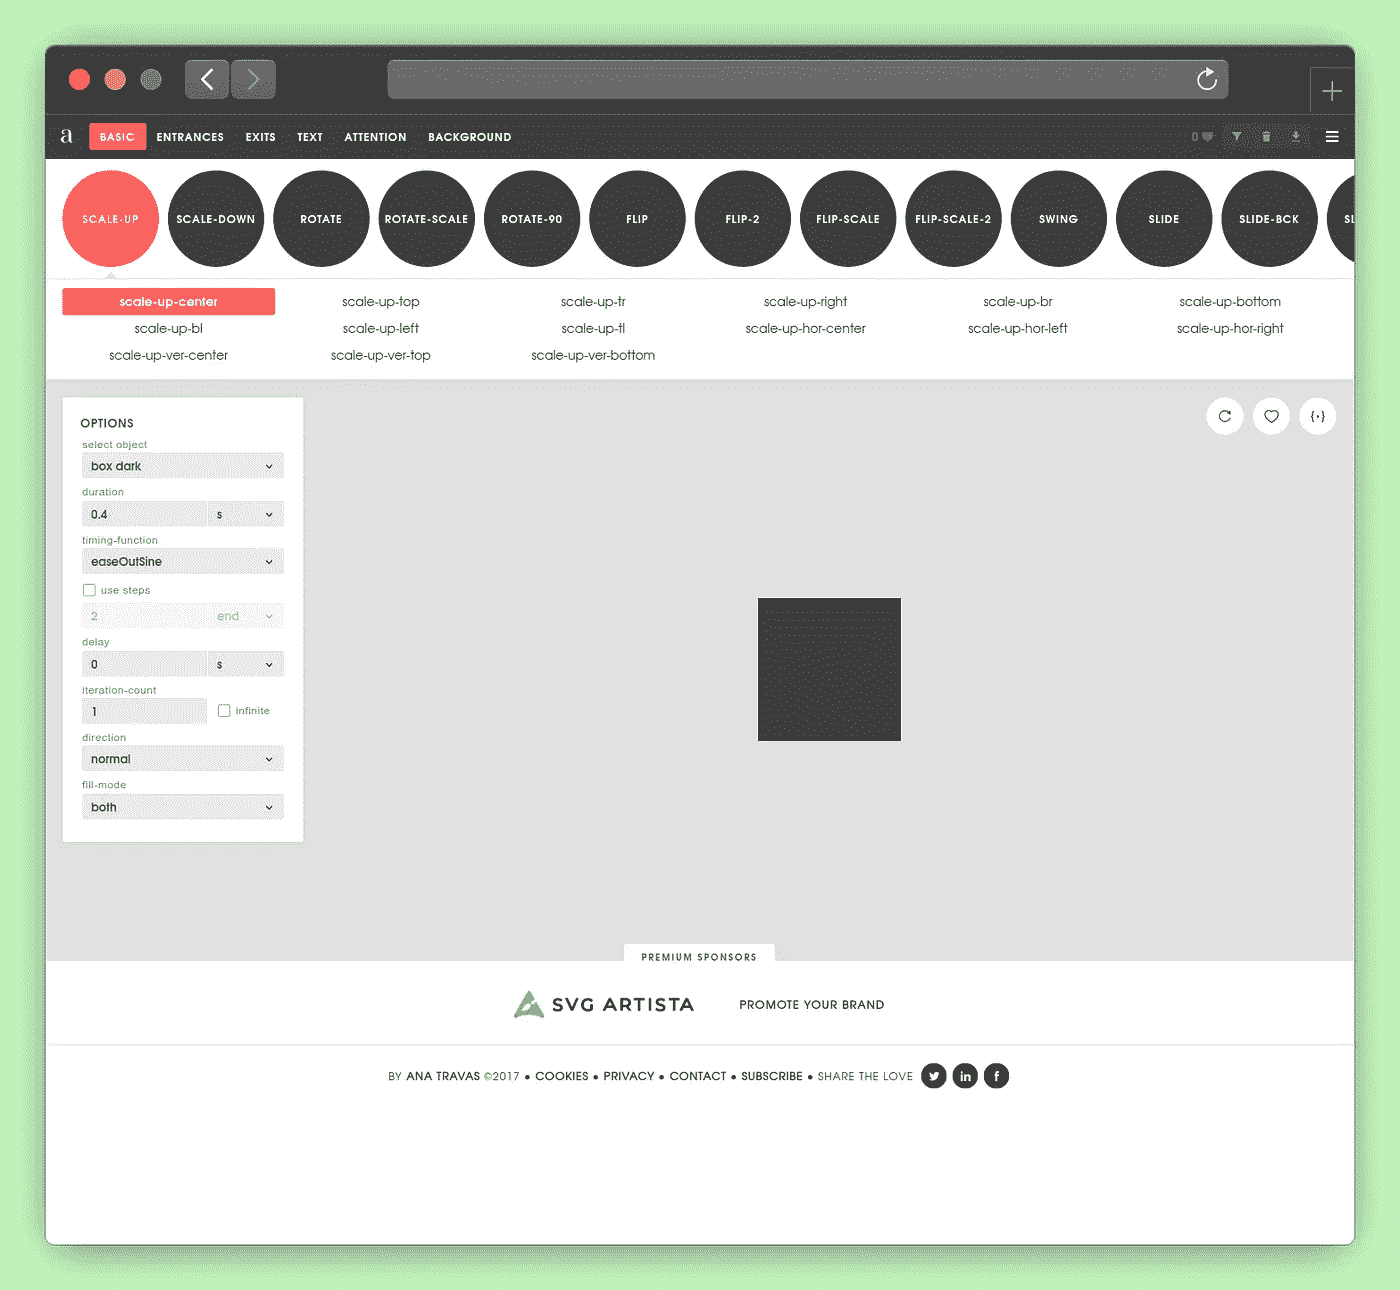 a BASIC ENTRANCES EXITS TEXT ATTENTION BACKGROUND 0
SCALE-UP SCALE-DOWN ROTATE ROTATE-SCALE ROTATE-90 FLIP FLIP-2 FLIP-SCALE FLIP-SCALE-2 SWING SLIDE SLIDE-BCK SL
scale-up-center scale-up-top scale-up-tr scale-up-right scale-up-br scale-up-bottom
scale-up-bl scale-up-left scale-up-tl scale-up-hor-center scale-up-hor-left scale-up-hor-right
scale-up-ver-center scale-up-ver-top scale-up-ver-bottom
OPTIONS
select object
box dark
duration
0.4 s
timing-function
easeOutSine
use steps
2 end
delay
0 s
iteration-count
1 infinite
direction
normal
fill-mode
both
{·}
PREMIUM SPONSORS
SVG ARTISTA PROMOTE YOUR BRAND
BY ANA TRAVAS ©2017 • COOKIES • PRIVACY • CONTACT • SUBSCRIBE • SHARE THE LOVE in f